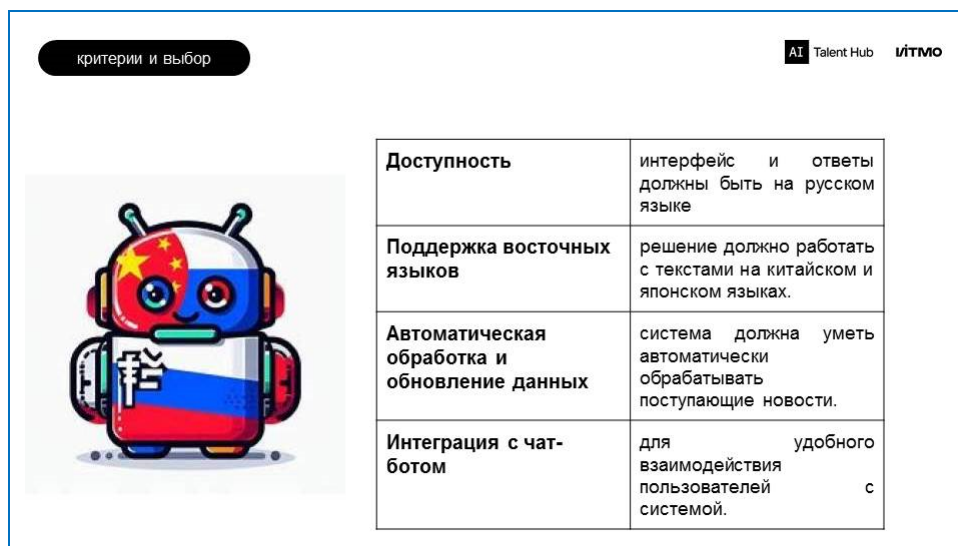 критерии и выбор
AI Talent Hub ИТМО
Доступность
интерфейс и ответы
должны быть на русском
языке
Поддержка восточных
языков
решение должно работать
с текстами на китайском и
японском языках.
Автоматическая
обработка и
обновление данных
система должна уметь
автоматически
обрабатывать
поступающие новости.
Интеграция с чат-
ботом
для удобного
взаимодействия
пользователей с
системой.